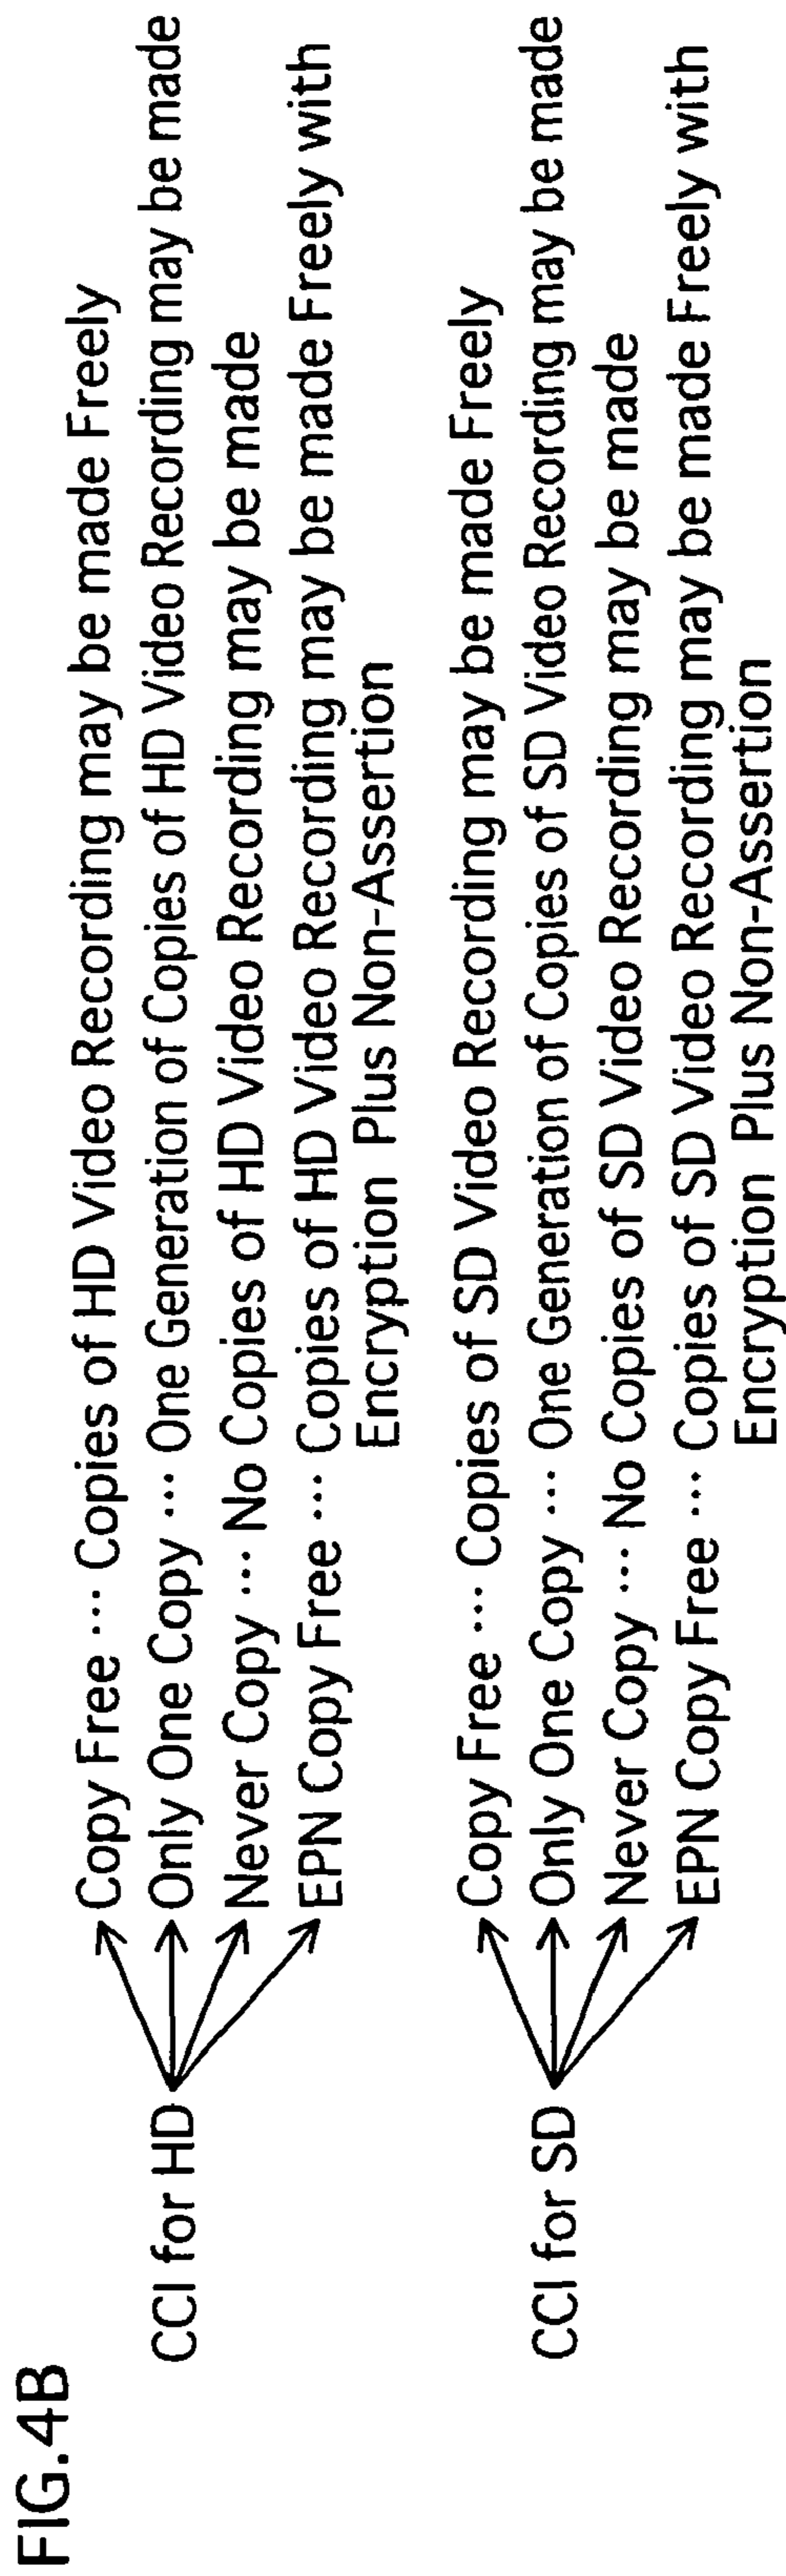 FIG.4B
Copy Free ··· Copies of HD Video Recording may be made Freely
CCI for HD
Only One Copy ··· One Generation of Copies of HD Video Recording may be made
Never Copy ··· No Copies of HD Video Recording may be made
EPN Copy Free ··· Copies of HD Video Recording may be made Freely with
Encryption Plus Non-Assertion
Copy Free ··· Copies of SD Video Recording may be made Freely
CCI for SD
Only One Copy ··· One Generation of Copies of SD Video Recording may be made
Never Copy ··· No Copies of SD Video Recording may be made
EPN Copy Free ··· Copies of SD Video Recording may be made Freely with
Encryption Plus Non-Assertion